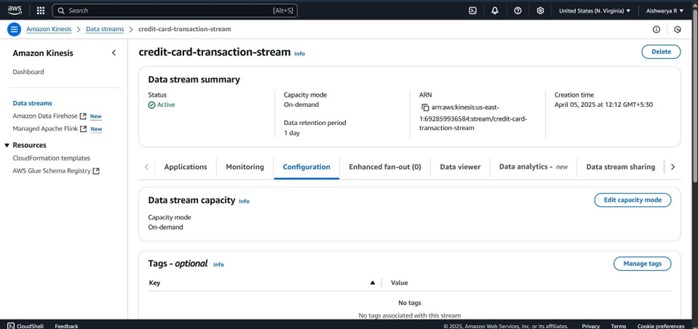 aws
Search [Alt+S] United States (N. Virginia) Aishwarya R
Amazon Kinesis > Data streams > credit-card-transaction-stream
Amazon Kinesis
Dashboard
Data streams
Amazon Data Firehose New
Managed Apache Flink New
Resources
CloudFormation templates
AWS Glue Schema Registry
credit-card-transaction-stream Info
Delete
Data stream summary
Status
Active
Capacity mode
On-demand
Data retention period
1 day
ARN
arn:aws:kinesis:us-east-
1:692859936584:stream/credit-card-
transaction-stream
Creation time
April 05, 2025 at 12:12 GMT+5:30
Applications Monitoring Configuration Enhanced fan-out (0) Data viewer Data analytics - new Data stream sharing
Data stream capacity Info
Edit capacity mode
Capacity mode
On-demand
Tags - optional Info
Manage tags
Key Value
No tags
No tags associated with this stream
CloudShell Feedback © 2025, Amazon Web Services, Inc. or its affiliates. Privacy Terms Cookie preferences